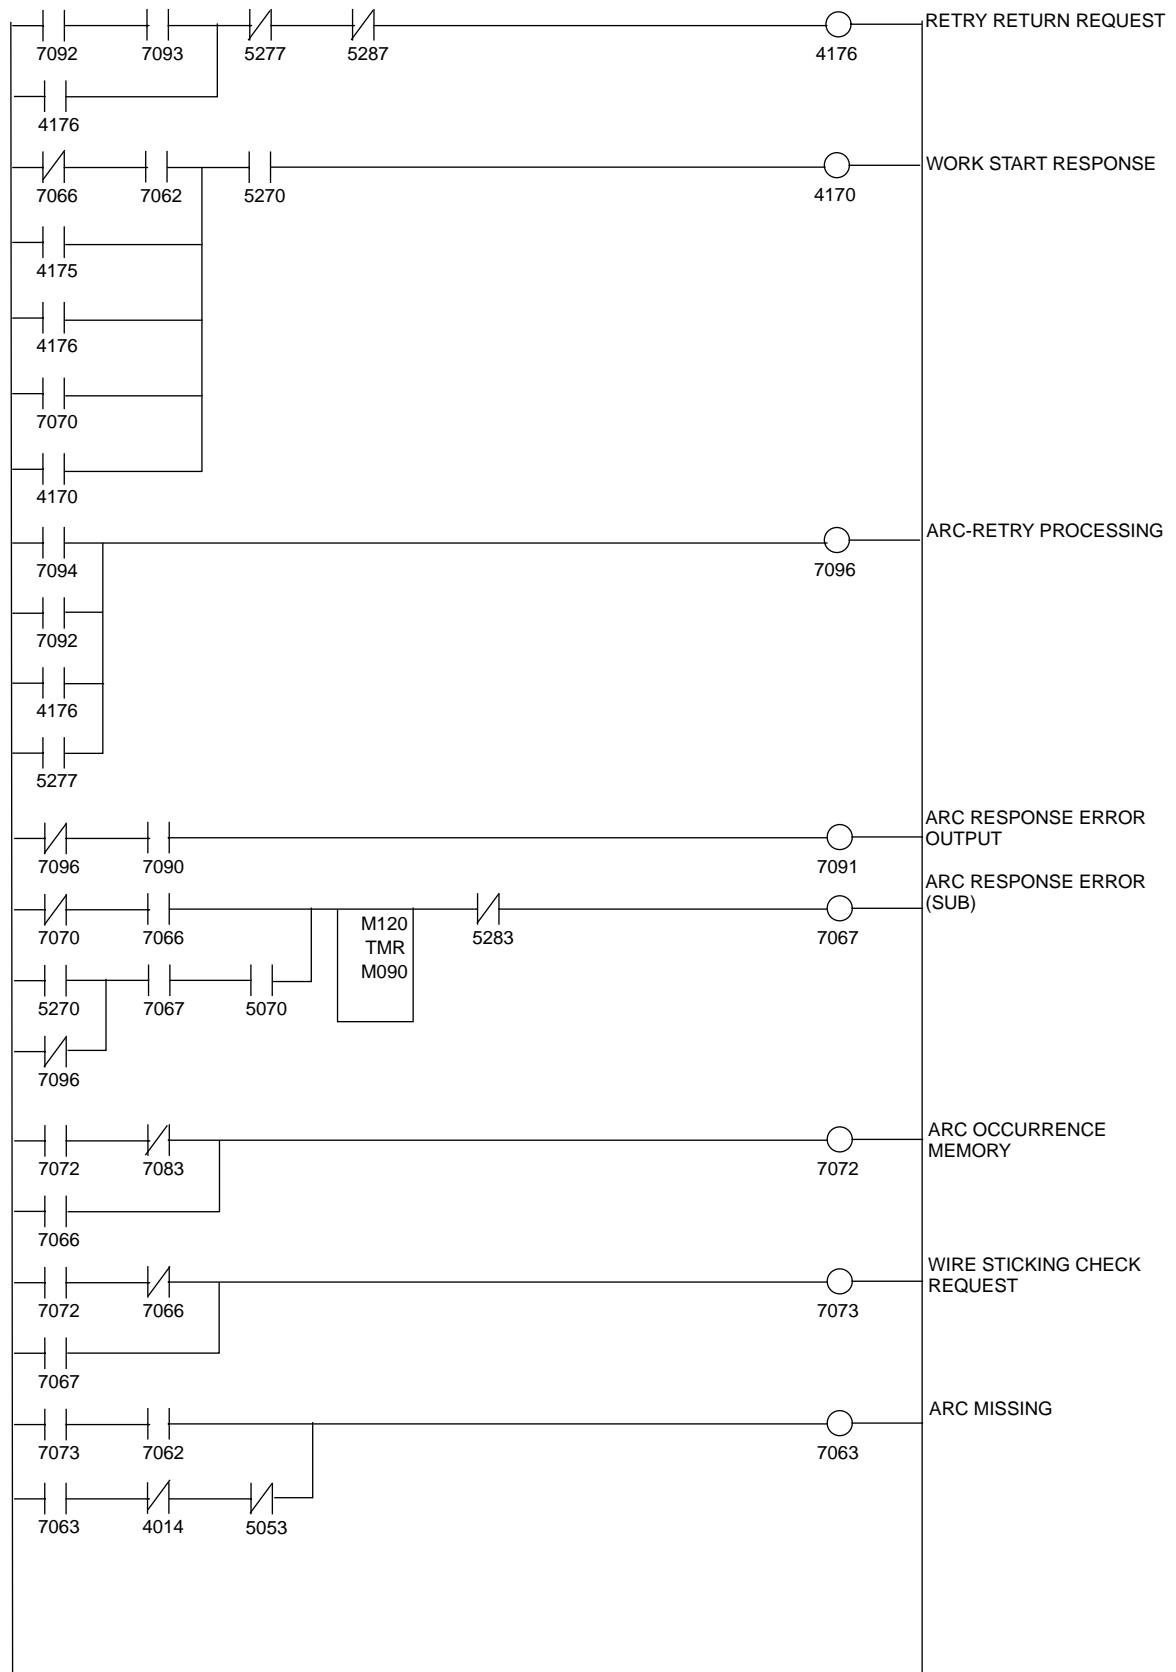 RETRY RETURN REQUEST
7092 7093 5277 5287 4176
4176
WORK START RESPONSE
7066 7062 5270 4170
4175
4176
7070
4170
ARC-RETRY PROCESSING
7094 7096
7092
4176
5277
ARC RESPONSE ERROR
OUTPUT
7096 7090 7091
ARC RESPONSE ERROR
(SUB)
M120
TMR
M090
7070 7066 5283 7067
5270 7067 5070
7096
ARC OCCURRENCE
MEMORY
7072 7083 7072
7066
WIRE STICKING CHECK
REQUEST
7072 7066 7073
7067
ARC MISSING
7073 7062 7063
7063 4014 5053